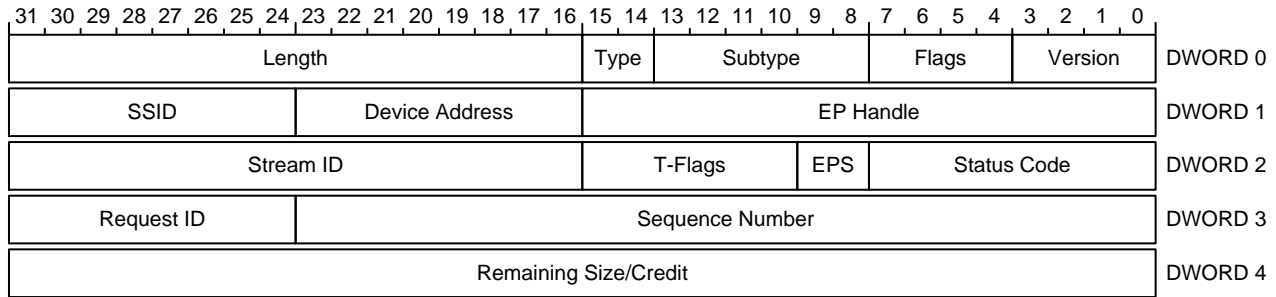 31 30 29 28 27 26 25 24 23 22 21 20 19 18 17 16 15 14 13 12 11 10 9 8 7 6 5 4 3 2 1 0
Length Type Subtype Flags Version DWORD 0
SSID Device Address EP Handle DWORD 1
Stream ID T-Flags EPS Status Code DWORD 2
Request ID Sequence Number DWORD 3
Remaining Size/Credit DWORD 4